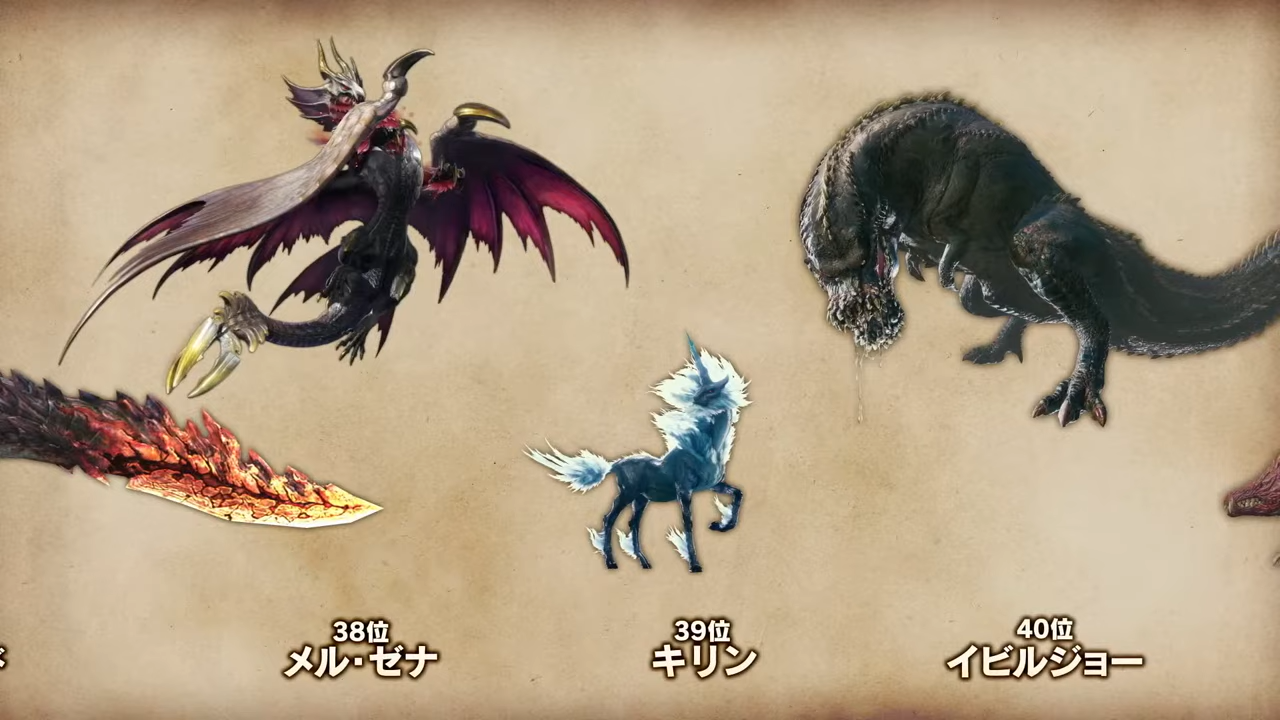 38位
メル・ゼナ
39位
キリン
40位
イビルジョー